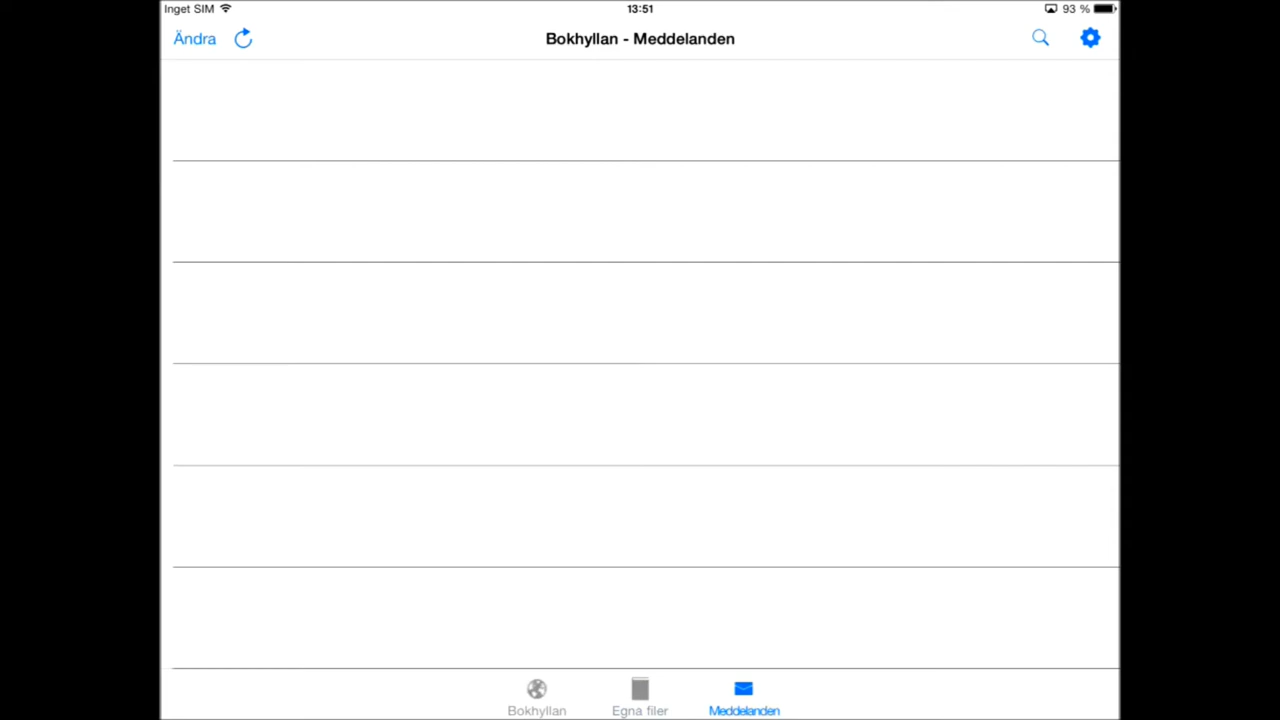 Inget SIM 13:51 93 %
Ändra Bokhyllan - Meddelanden
Bokhyllan Egna filer Meddelanden